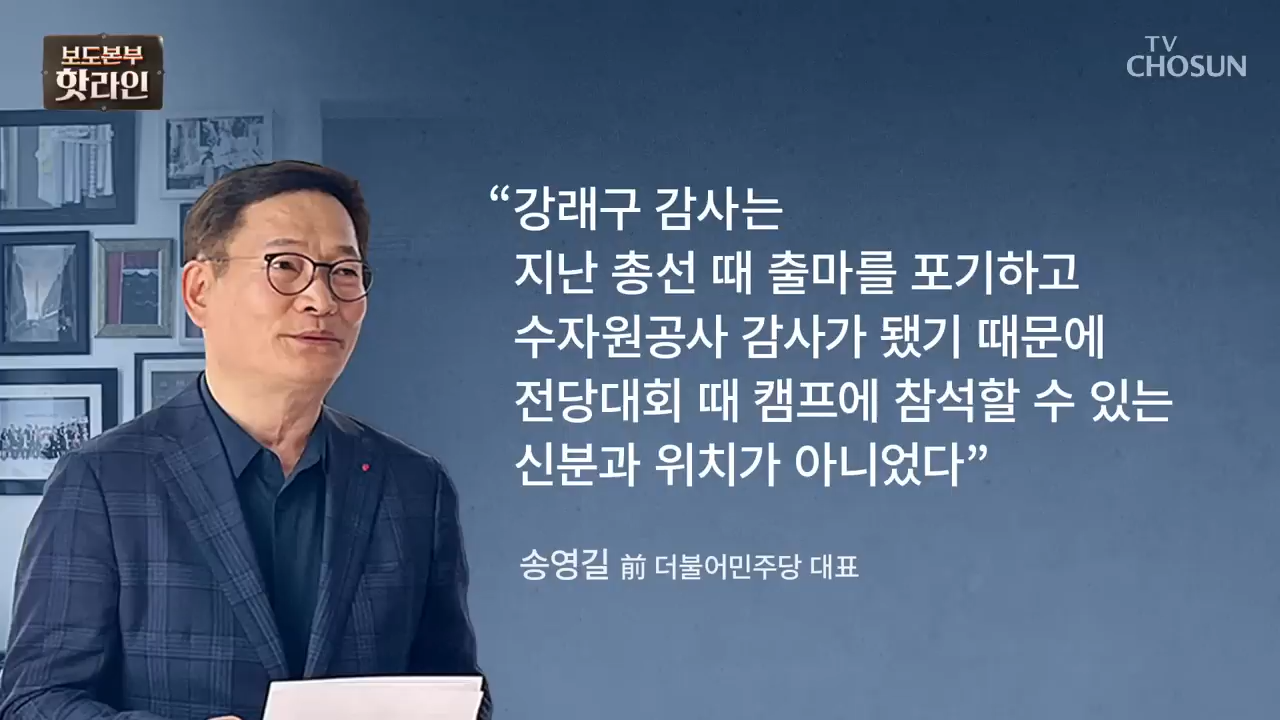 보도본부
핫라인
TV
CHOSUN
“강래구 감사는
지난 총선 때 출마를 포기하고
수자원공사 감사가 됐기 때문에
전당대회 때 캠프에 참석할 수 있는
신분과 위치가 아니었다”
송영길 前 더불어민주당 대표